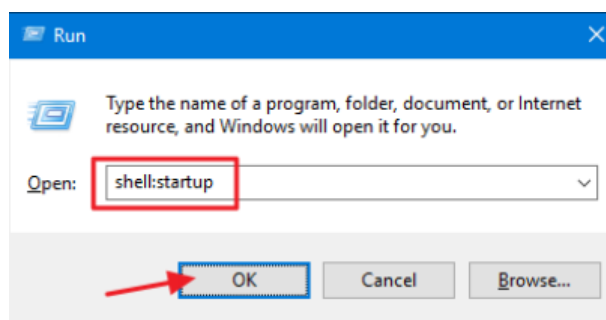 Run
Type the name of a program, folder, document, or Internet
resource, and Windows will open it for you.
Open: shell:startup
OK Cancel Browse...